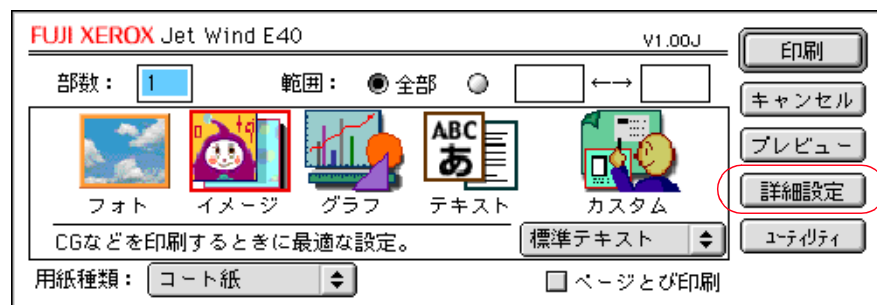 FUJI XEROX Jet Wind E40
V1.00J
印刷
部数： 1 範囲： 全部 ←→
キャンセル
ABC
あ
プレビュー
フォト イメージ グラフ テキスト カスタム
詳細設定
CGなどを印刷するときに最適な設定。
標準テキスト
ユーティリティ
用紙種類： コート紙
ページとび印刷